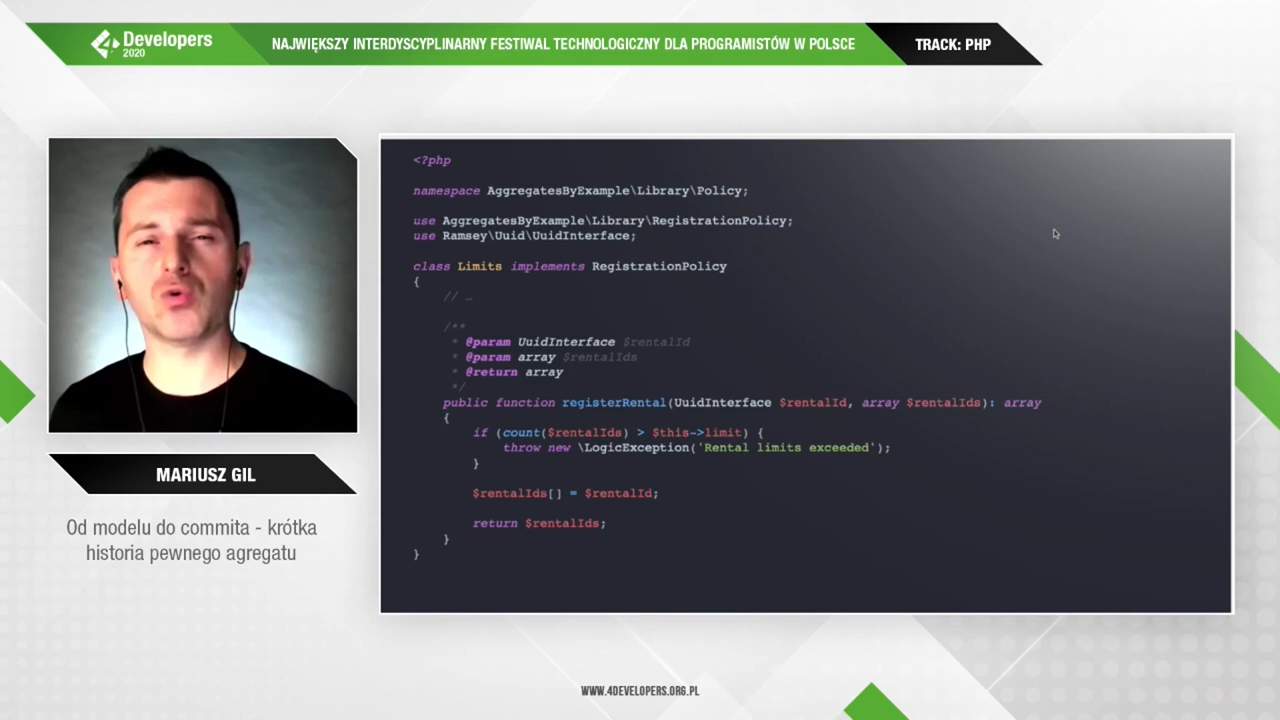 4 Developers
2020
NAJWIĘKSZY INTERDYSCYPLINARNY FESTIWAL TECHNOLOGICZNY DLA PROGRAMISTÓW W POLSCE
TRACK: PHP
MARIUSZ GIL
Od modelu do commita - krótka
historia pewnego agregatu
<?php
namespace AggregatesByExample\Library\Policy;
use AggregatesByExample\Library\RegistrationPolicy;
use Ramsey\Uuid\UuidInterface;
class Limits implements RegistrationPolicy
{
// …
/**
* @param UuidInterface $rentalId
* @param array $rentalIds
* @return array
*/
public function registerRental(UuidInterface $rentalId, array $rentalIds): array
{
if (count($rentalIds) > $this->limit) {
throw new \LogicException('Rental limits exceeded');
}
$rentalIds[] = $rentalId;
return $rentalIds;
}
}
WWW.4DEVELOPERS.ORG.PL